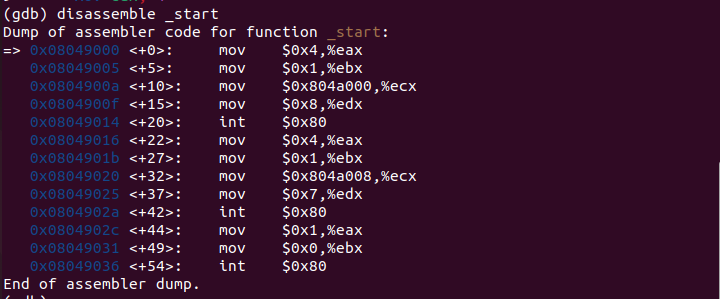 (gdb) disassemble _start
Dump of assembler code for function _start:
=> 0x08049000 <+0>:     mov    $0x4,%eax
   0x08049005 <+5>:     mov    $0x1,%ebx
   0x0804900a <+10>:    mov    $0x804a000,%ecx
   0x0804900f <+15>:    mov    $0x8,%edx
   0x08049014 <+20>:    int    $0x80
   0x08049016 <+22>:    mov    $0x4,%eax
   0x0804901b <+27>:    mov    $0x1,%ebx
   0x08049020 <+32>:    mov    $0x804a008,%ecx
   0x08049025 <+37>:    mov    $0x7,%edx
   0x0804902a <+42>:    int    $0x80
   0x0804902c <+44>:    mov    $0x1,%eax
   0x08049031 <+49>:    mov    $0x0,%ebx
   0x08049036 <+54>:    int    $0x80
End of assembler dump.